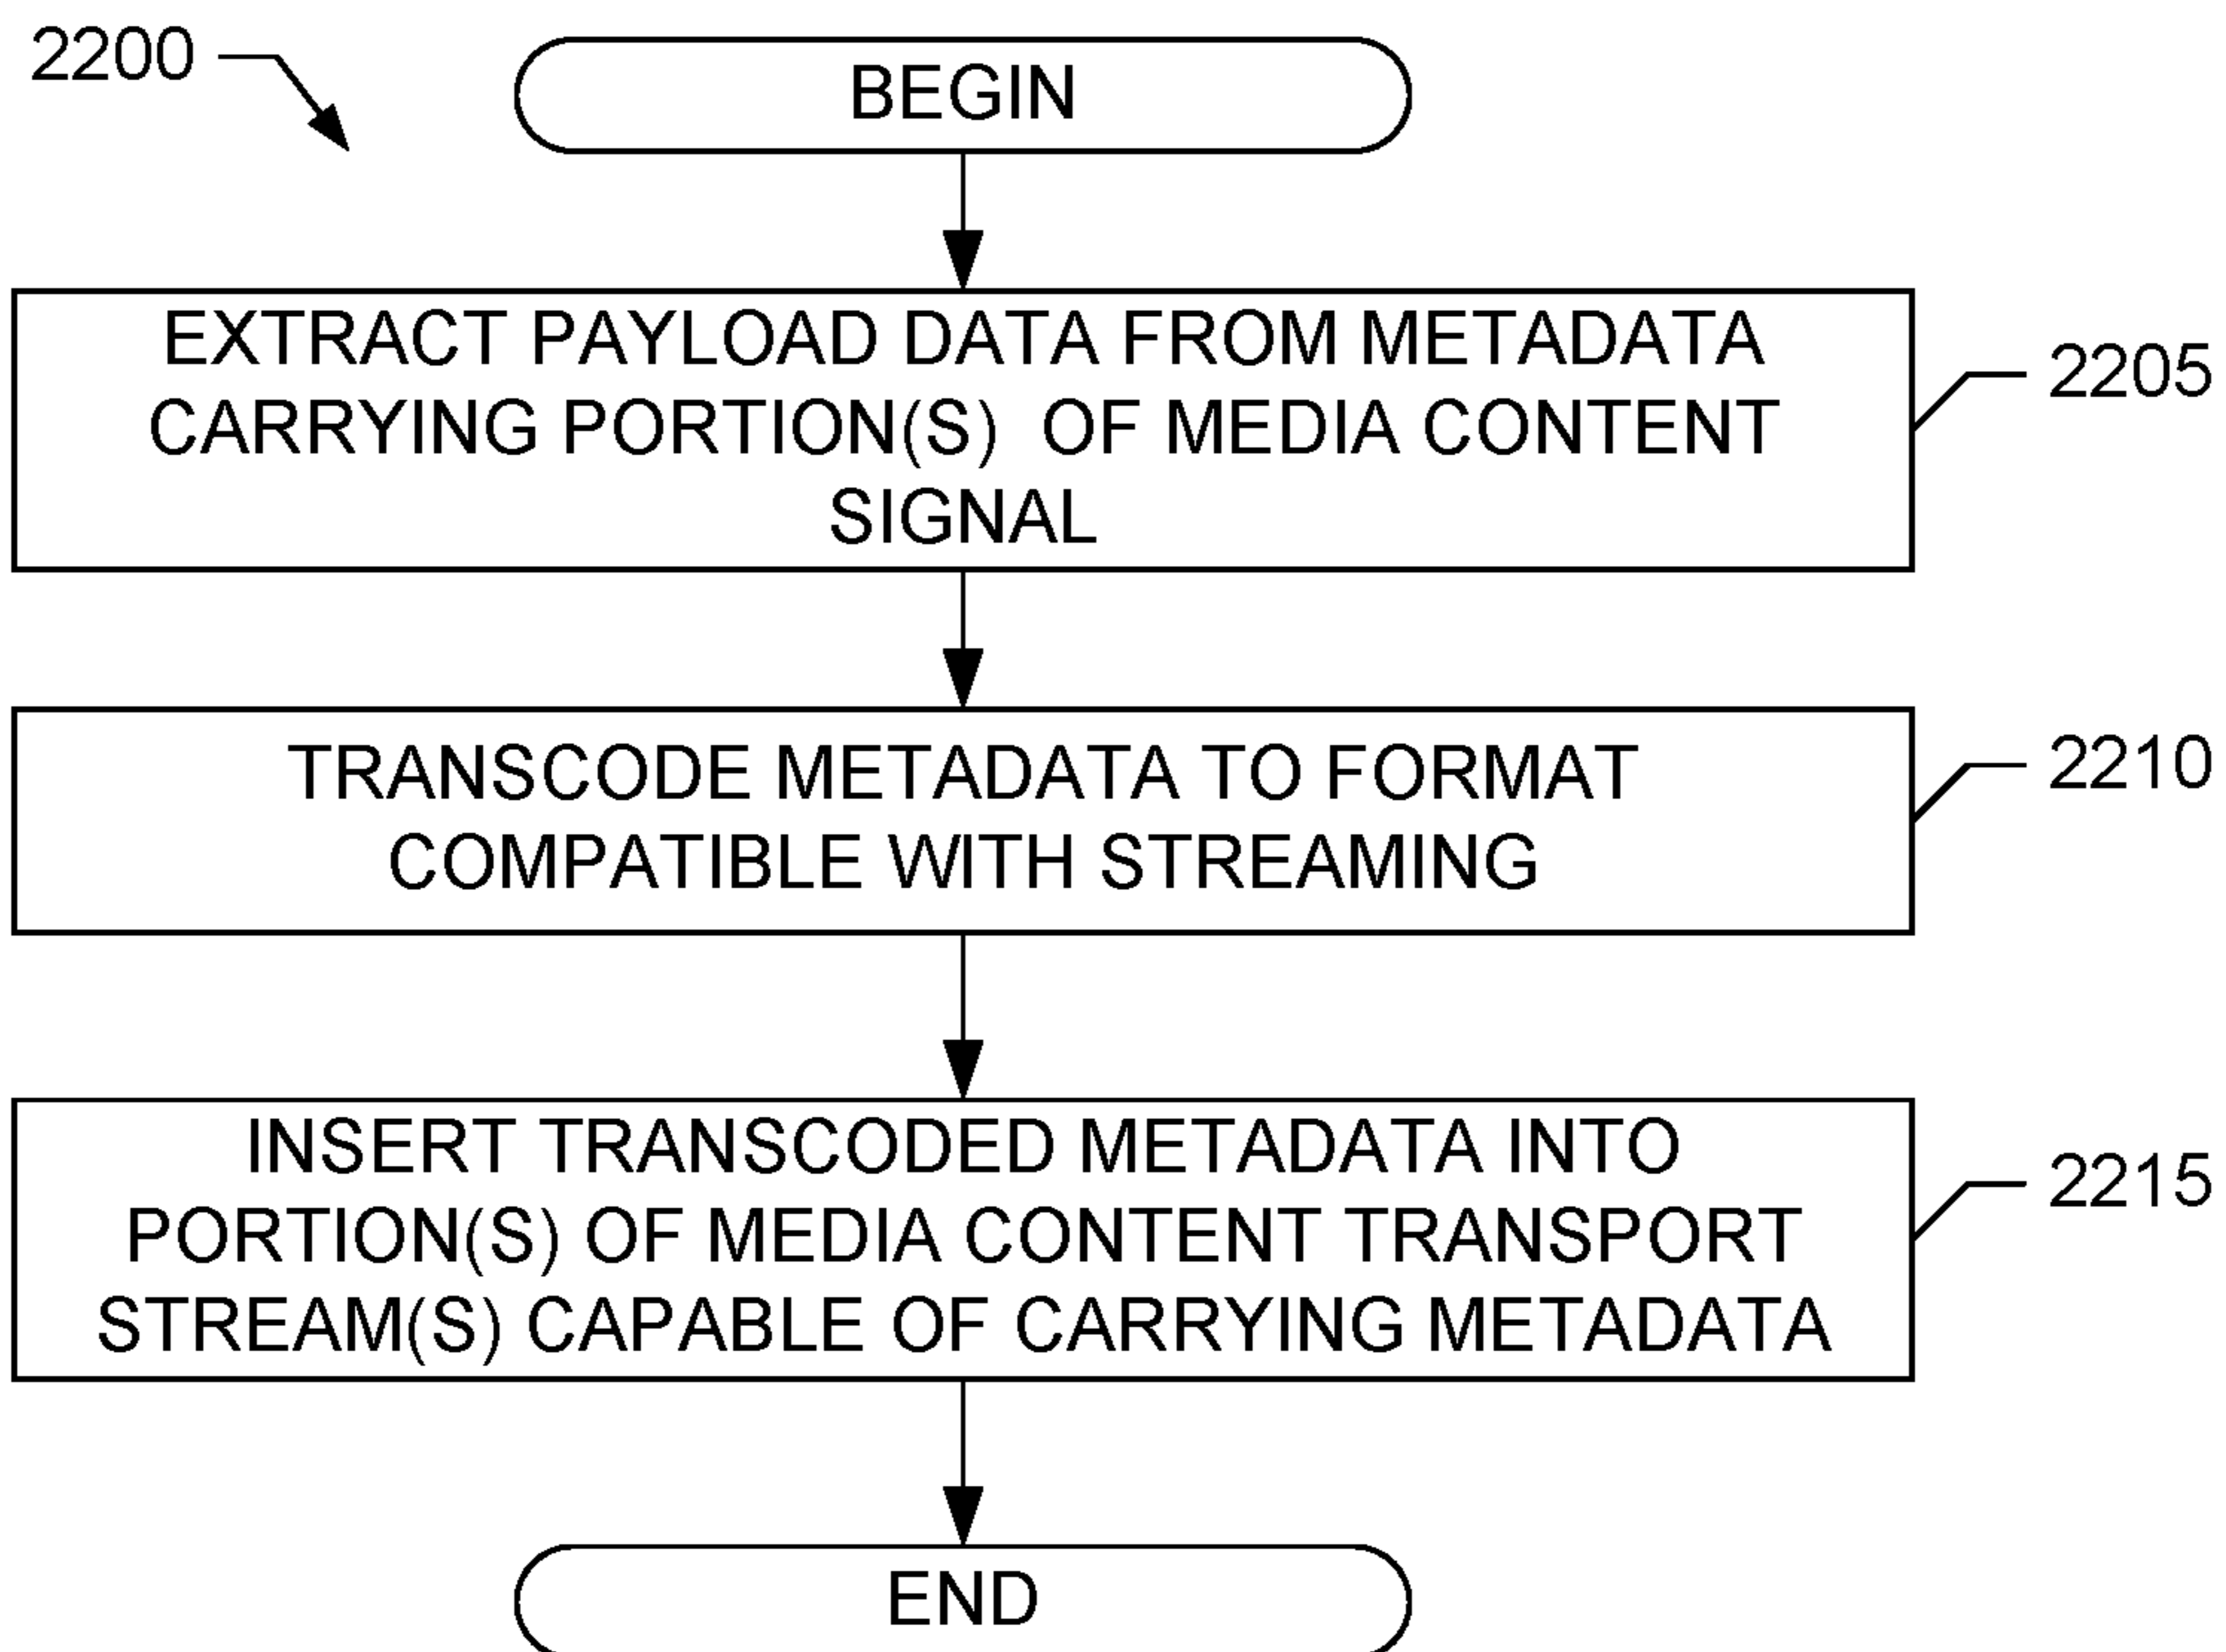 2200
BEGIN
EXTRACT PAYLOAD DATA FROM METADATA
CARRYING PORTION(S) OF MEDIA CONTENT
SIGNAL
2205
TRANSCODE METADATA TO FORMAT
COMPATIBLE WITH STREAMING
2210
INSERT TRANSCODED METADATA INTO
PORTION(S) OF MEDIA CONTENT TRANSPORT
STREAM(S) CAPABLE OF CARRYING METADATA
2215
END